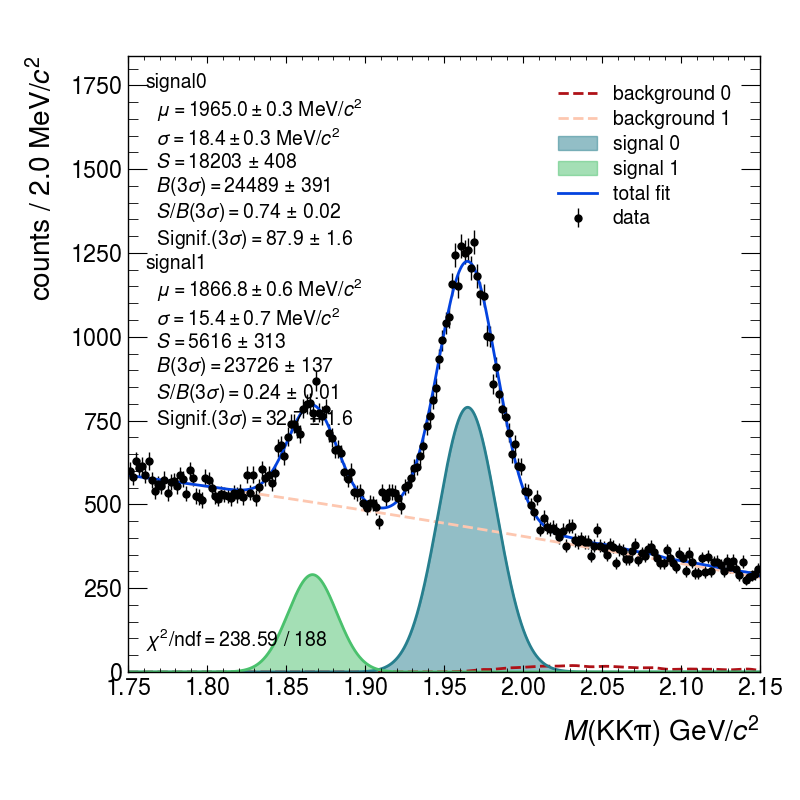 counts / 2.0 MeV/c²
1750
1500
1250
1000
750
500
250
0
signal0
μ = 1965.0 ± 0.3 MeV/c²
σ = 18.4 ± 0.3 MeV/c²
S = 18203 ± 408
B(3σ) = 24489 ± 391
S/B(3σ) = 0.74 ± 0.02
Signif.(3σ) = 87.9 ± 1.6
signal1
μ = 1866.8 ± 0.6 MeV/c²
σ = 15.4 ± 0.7 MeV/c²
S = 5616 ± 313
B(3σ) = 23726 ± 137
S/B(3σ) = 0.24 ± 0.01
Signif.(3σ) = 32.7 ± 1.6
background 0
background 1
signal 0
signal 1
total fit
data
χ²/ndf = 238.59 / 188
1.75 1.80 1.85 1.90 1.95 2.00 2.05 2.10 2.15
M(KKπ) GeV/c²